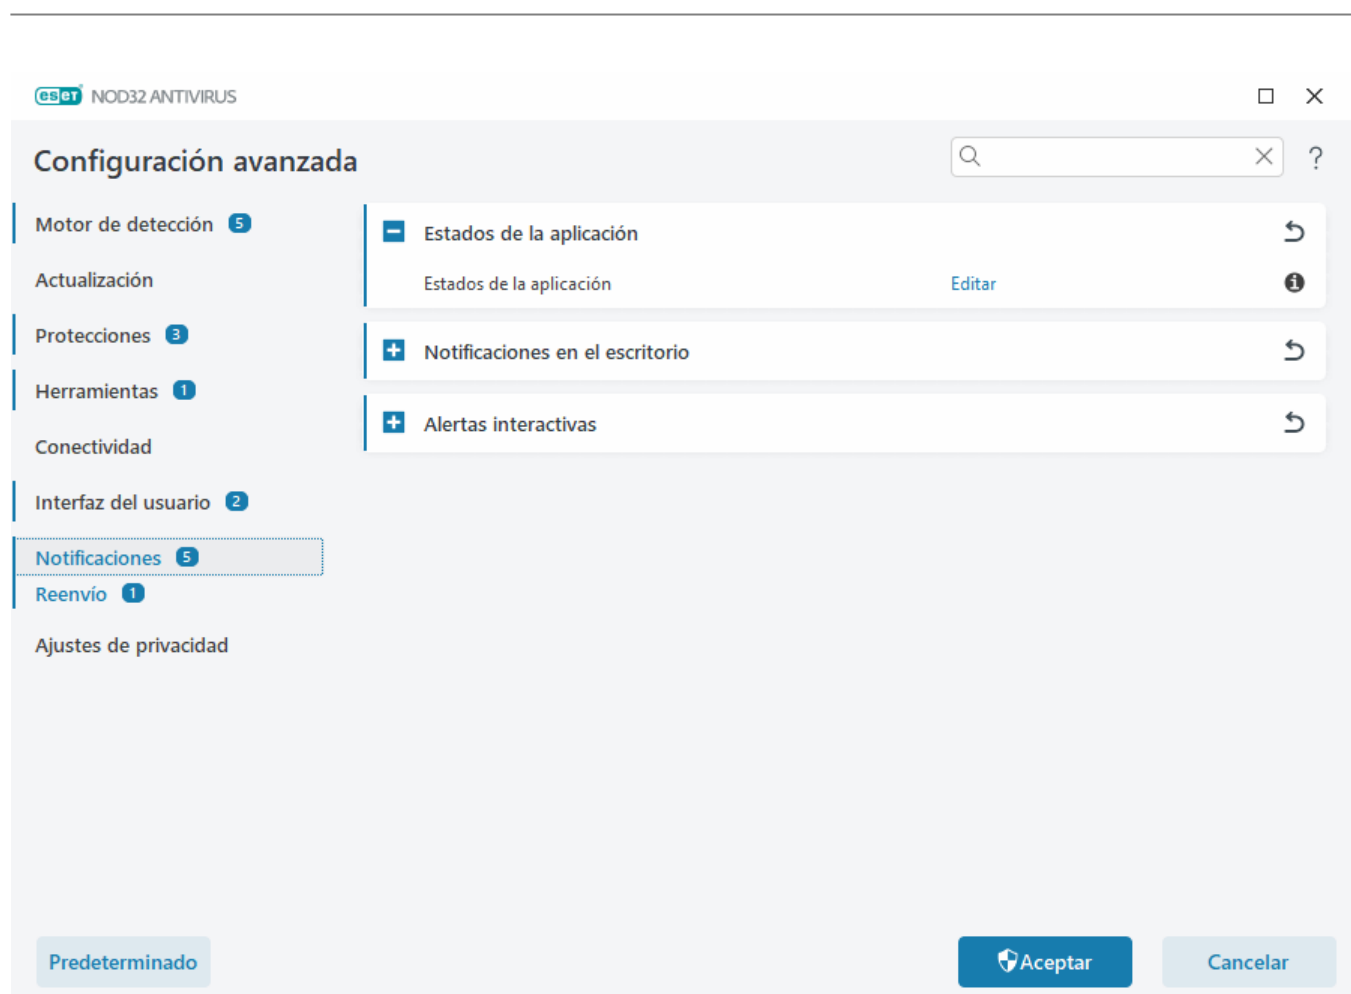 eset NOD32 ANTIVIRUS
Configuración avanzada
?
Motor de detección 5
Actualización
Protecciones 3
Herramientas 1
Conectividad
Interfaz del usuario 2
Notificaciones 5
Reenvío 1
Ajustes de privacidad
Estados de la aplicación
Estados de la aplicación Editar
Notificaciones en el escritorio
Alertas interactivas
Predeterminado
Aceptar
Cancelar